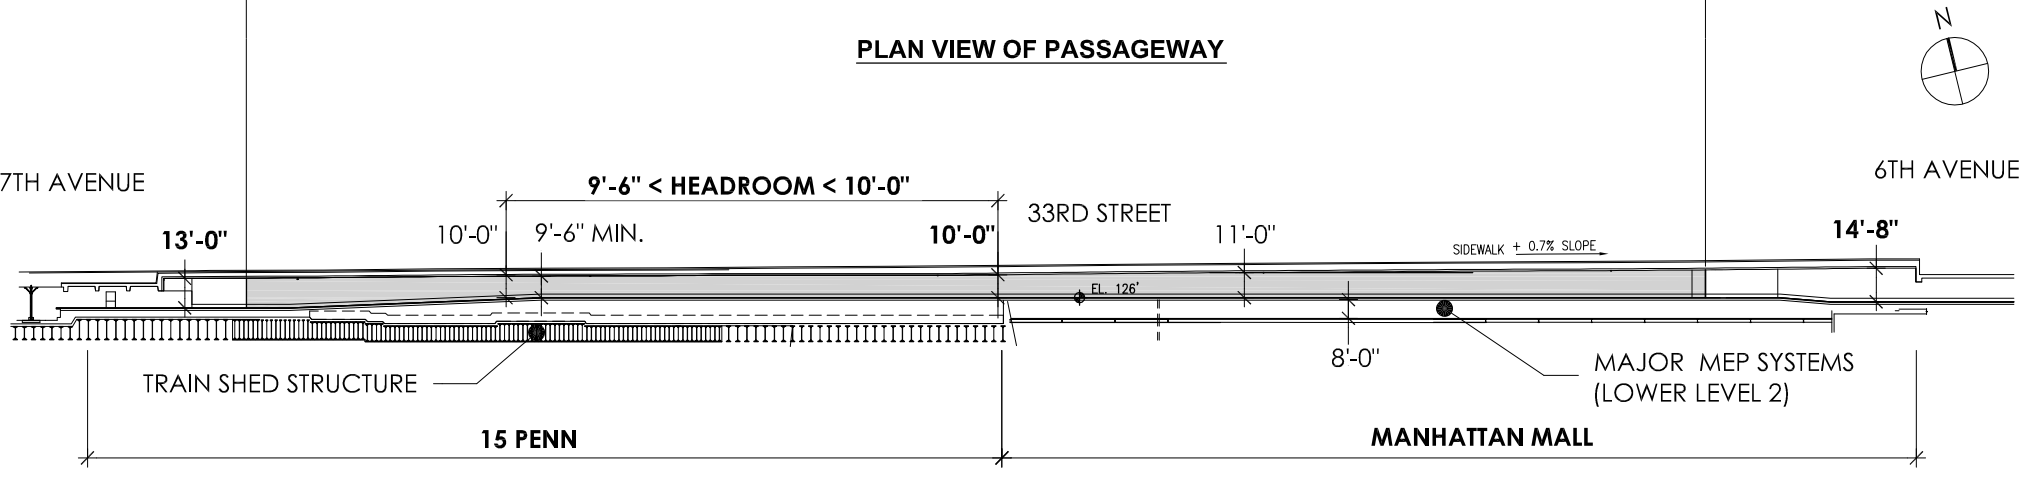 N
PLAN VIEW OF PASSAGEWAY
7TH AVENUE
6TH AVENUE
9'-6" < HEADROOM < 10'-0"
33RD STREET
13'-0"
10'-0"
9'-6" MIN.
10'-0"
11'-0"
14'-8"
SIDEWALK + 0.7% SLOPE
EL. 126'
8'-0"
TRAIN SHED STRUCTURE
MAJOR MEP SYSTEMS
(LOWER LEVEL 2)
15 PENN
MANHATTAN MALL